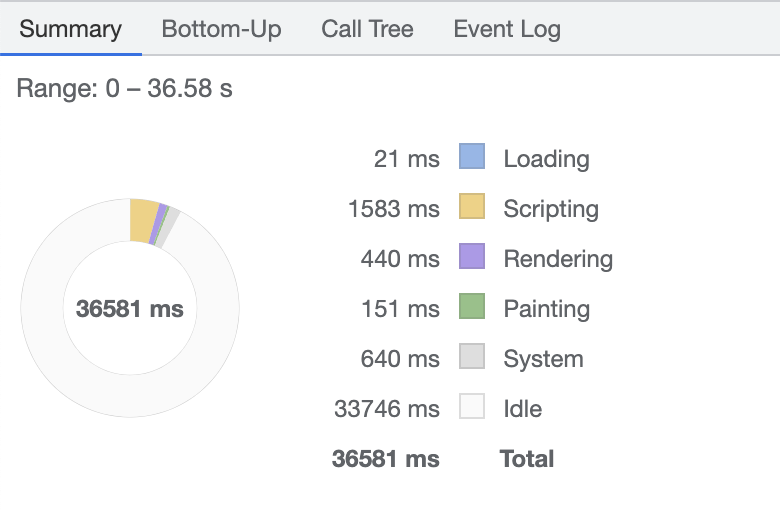 Summary Bottom-Up Call Tree Event Log
Range: 0 – 36.58 s
21 ms Loading
1583 ms Scripting
440 ms Rendering
36581 ms
151 ms Painting
640 ms System
33746 ms Idle
36581 ms Total